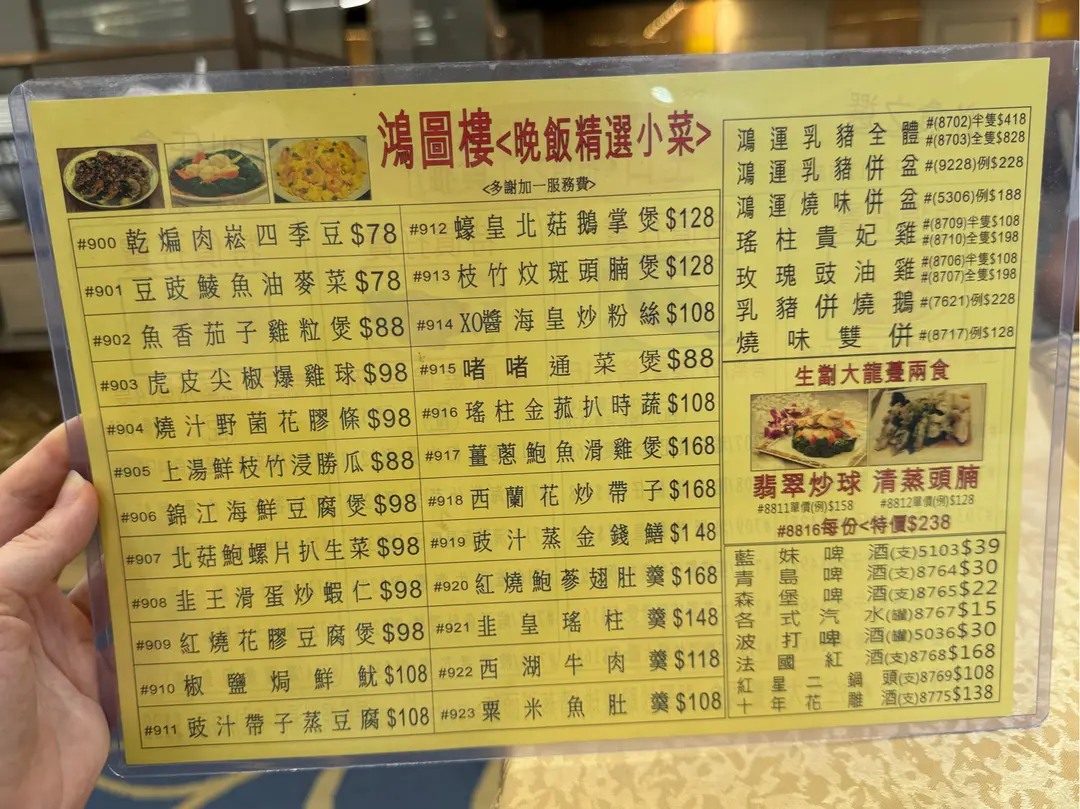 鴻圖樓<晚飯精選小菜>
<多謝加一服務費>
#900 乾煸肉崧四季豆 $78
#901 豆豉鯪魚油麥菜 $78
#902 魚香茄子雞粒煲 $88
#903 虎皮尖椒爆雞球 $98
#904 燒汁野菌花膠條 $98
#905 上湯鮮枝竹浸勝瓜 $88
#906 錦江海鮮豆腐煲 $98
#907 北菇鮑螺片扒生菜 $98
#908 韭王滑蛋炒蝦仁 $98
#909 紅燒花膠豆腐煲 $98
#910 椒鹽焗鮮魷 $108
#911 豉汁帶子蒸豆腐 $108
#912 蠔皇北菇鵝掌煲 $128
#913 枝竹炆斑頭腩煲 $128
#914 XO醬海皇炒粉絲 $108
#915 啫啫通菜煲 $88
#916 瑤柱金菰扒時蔬 $108
#917 薑蔥鮑魚滑雞煲 $168
#918 西蘭花炒帶子 $168
#919 豉汁蒸金錢鱔 $148
#920 紅燒鮑蔘翅肚羹 $168
#921 韭皇瑤柱羹 $148
#922 西湖牛肉羹 $118
#923 粟米魚肚羹 $108
鴻運乳豬全體 #(8702)半隻$418
#(8703)全隻$828
鴻運乳豬併盆 #(9228)例$228
鴻運燒味併盆 #(5306)例$188
瑤柱貴妃雞 #(8709)半隻$108
#(8710)全隻$198
玫瑰豉油雞 #(8706)半隻$108
#(8707)全隻$198
乳豬併燒鵝 #(7621)例$228
燒味雙併 #(8717)例$128
生劏大龍躉兩食
翡翠炒球 清蒸頭腩
#8811單價(例)$158 #8812單價(例)$128
#8816每份<特價$238
藍妹啤酒(支)5103$39
青島啤酒(支)8764$30
森堡啤酒(支)8765$22
各式汽水(罐)8767$15
波打啤酒(罐)5036$30
法國紅酒(支)8768$168
紅星二鍋頭(支)8769$108
十年花雕酒(支)8775$138